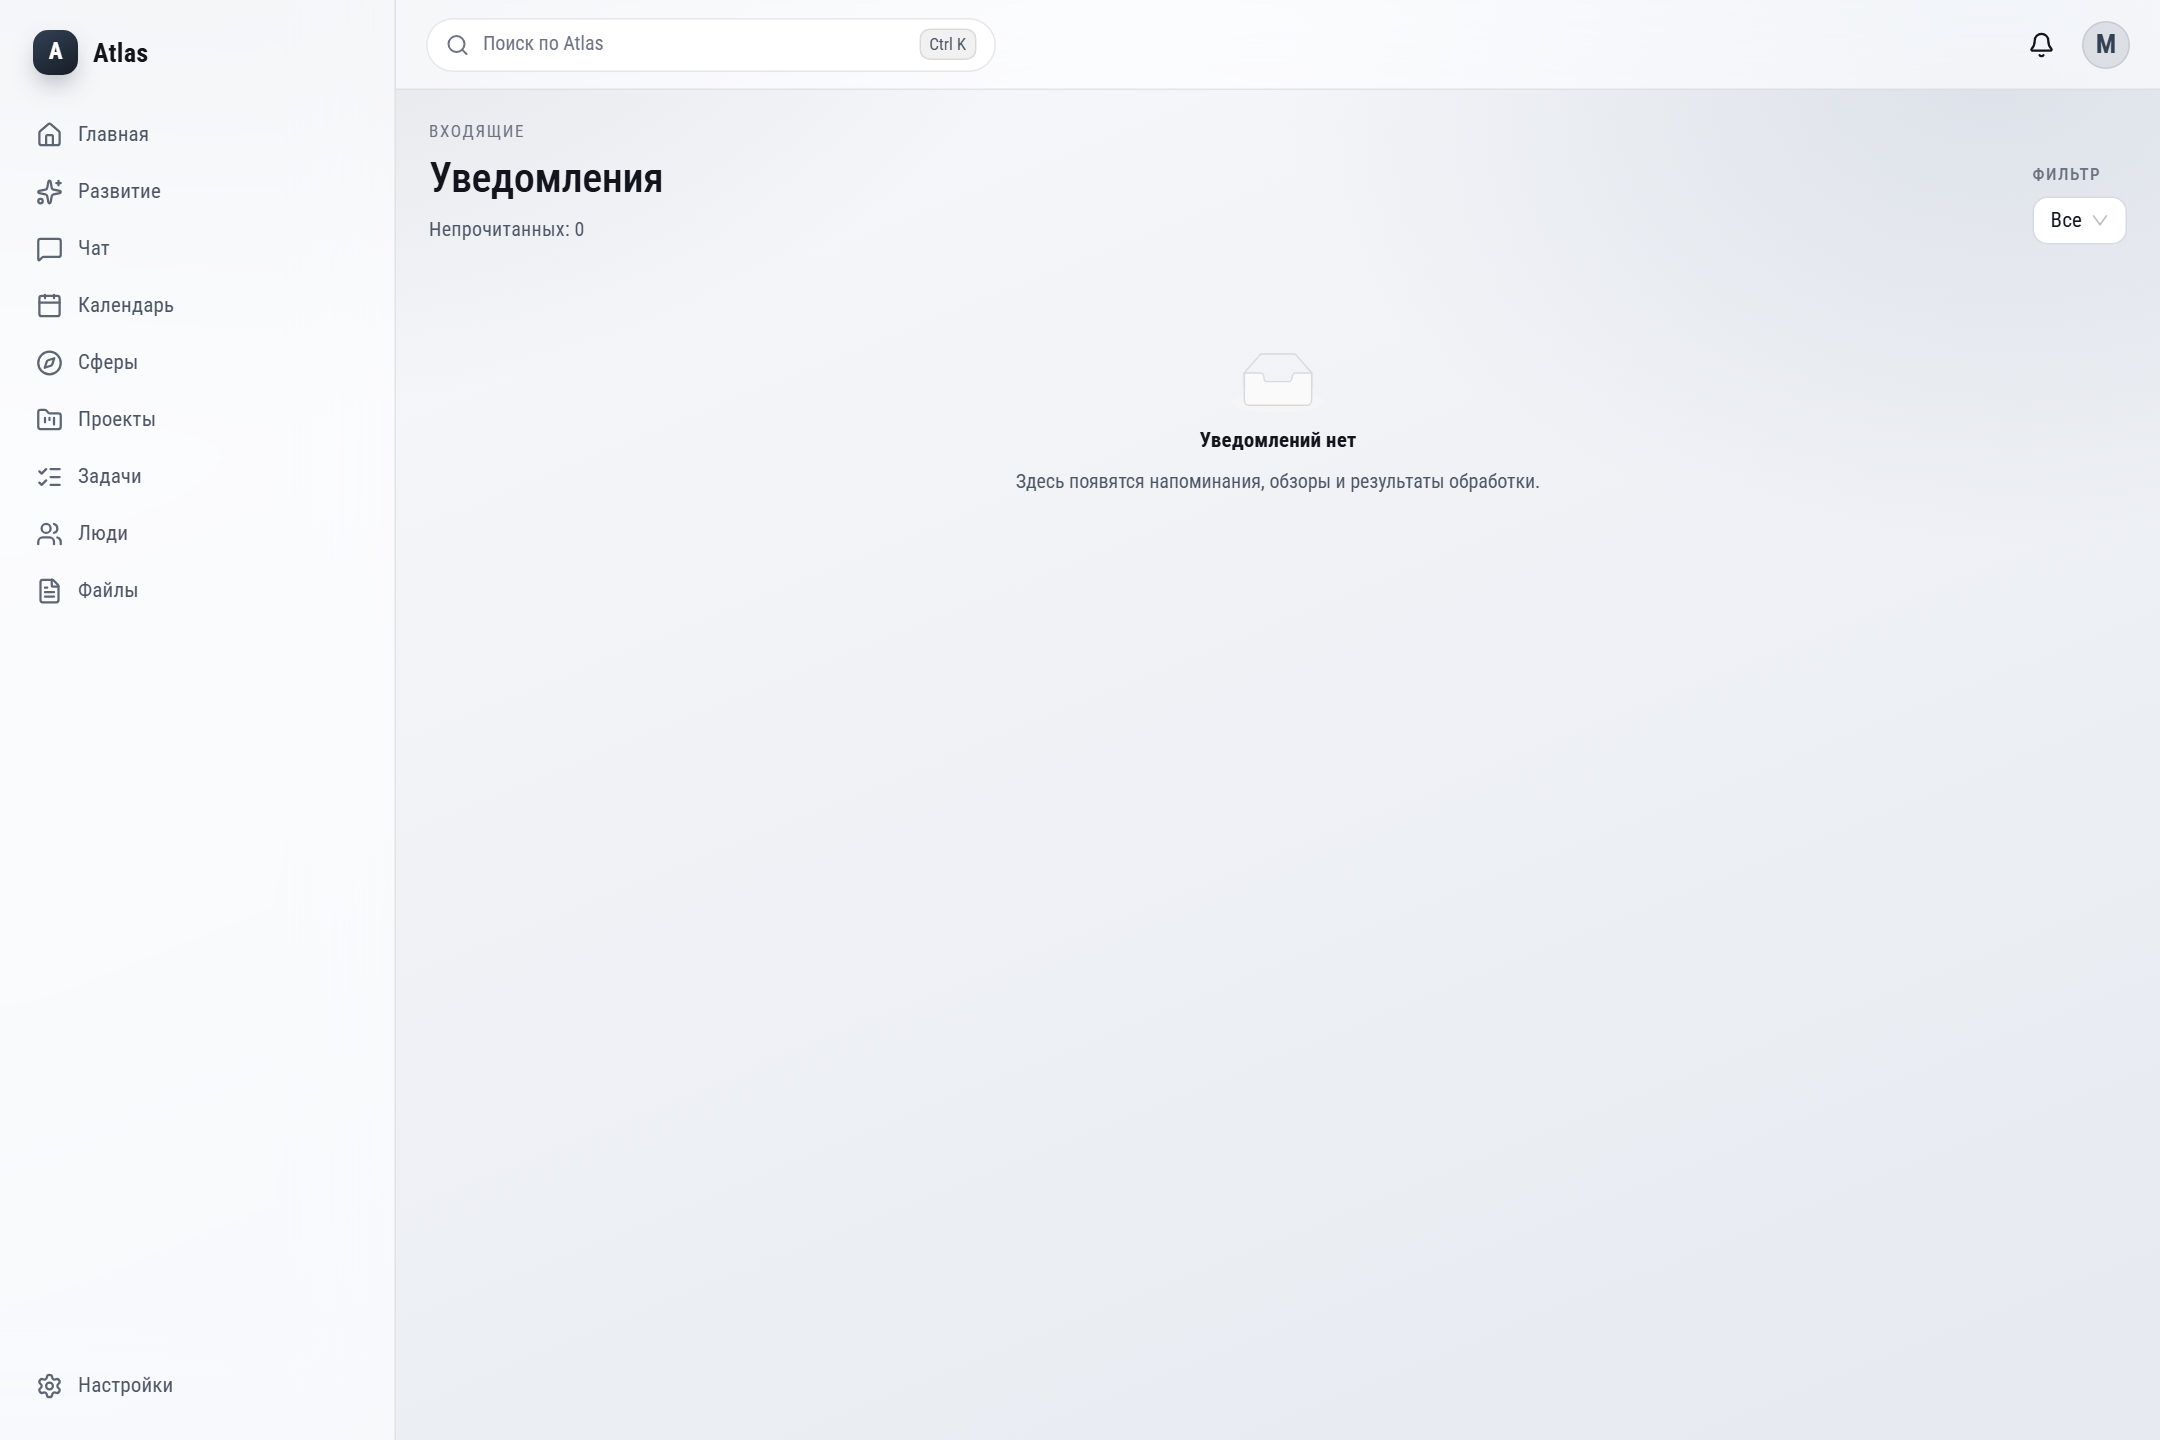 A
Atlas
Главная
Развитие
Чат
Календарь
Сферы
Проекты
Задачи
Люди
Файлы
Настройки
Поиск по Atlas
Ctrl K
M
ВХОДЯЩИЕ
Уведомления
Непрочитанных: 0
ФИЛЬТР
Все
Уведомлений нет
Здесь появятся напоминания, обзоры и результаты обработки.